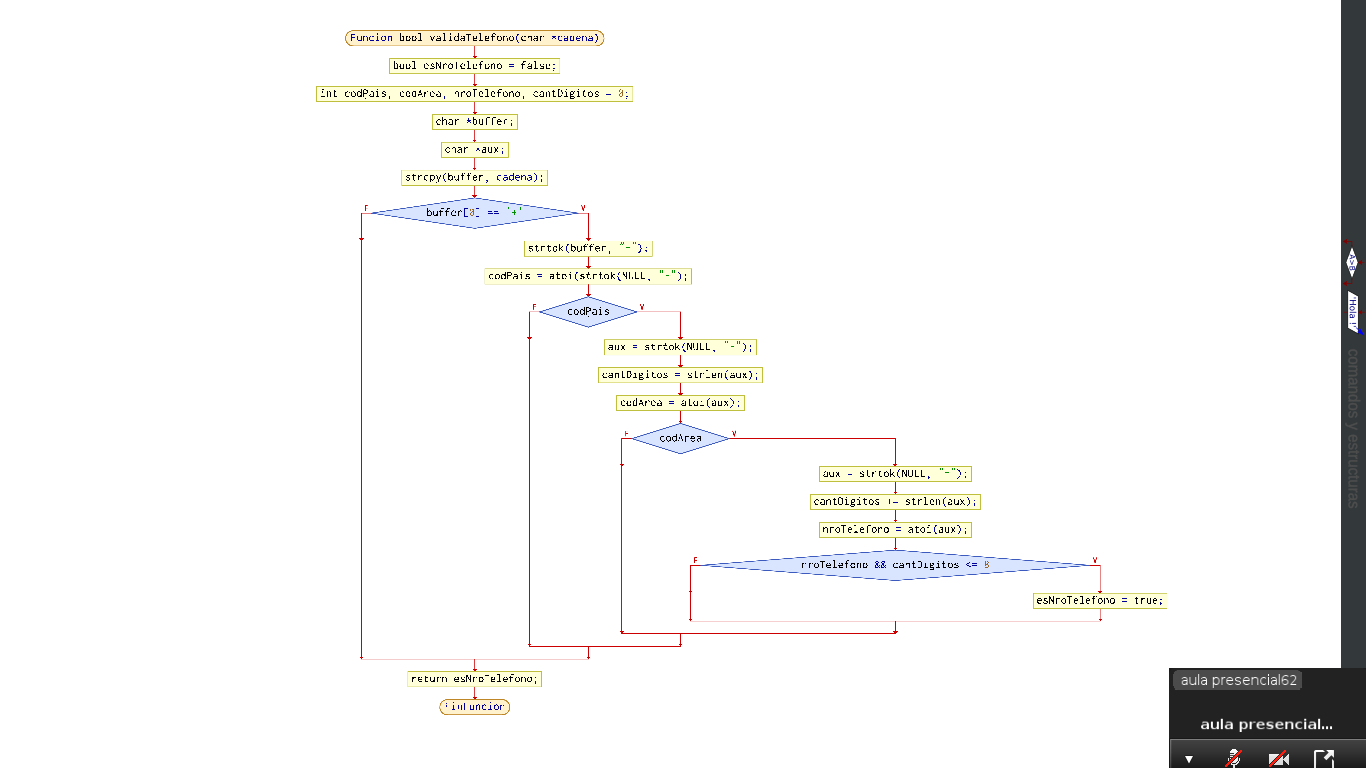 Funcion bool validaTelefono(char *cadena)
bool esNroTelefono = false;
int codPais, codArea, nroTelefono, cantDigitos = 0;
char *buffer;
char *aux;
strcpy(buffer, cadena);
F
buffer[0] == '+'
V
strtok(buffer, "-");
codPais = atoi(strtok(NULL, "-");
F
codPais
V
aux = strtok(NULL, "-");
cantDigitos = strlen(aux);
codArea = atoi(aux);
F
codArea
V
aux = strtok(NULL, "-");
cantDigitos += strlen(aux);
nroTelefono = atoi(aux);
F
nroTelefono && cantDigitos <= 8
V
esNroTelefono = true;
return esNroTelefono;
FinFuncion
A>B
'Hola !'
comandos y estructuras
aula presencial62
aula presencial...